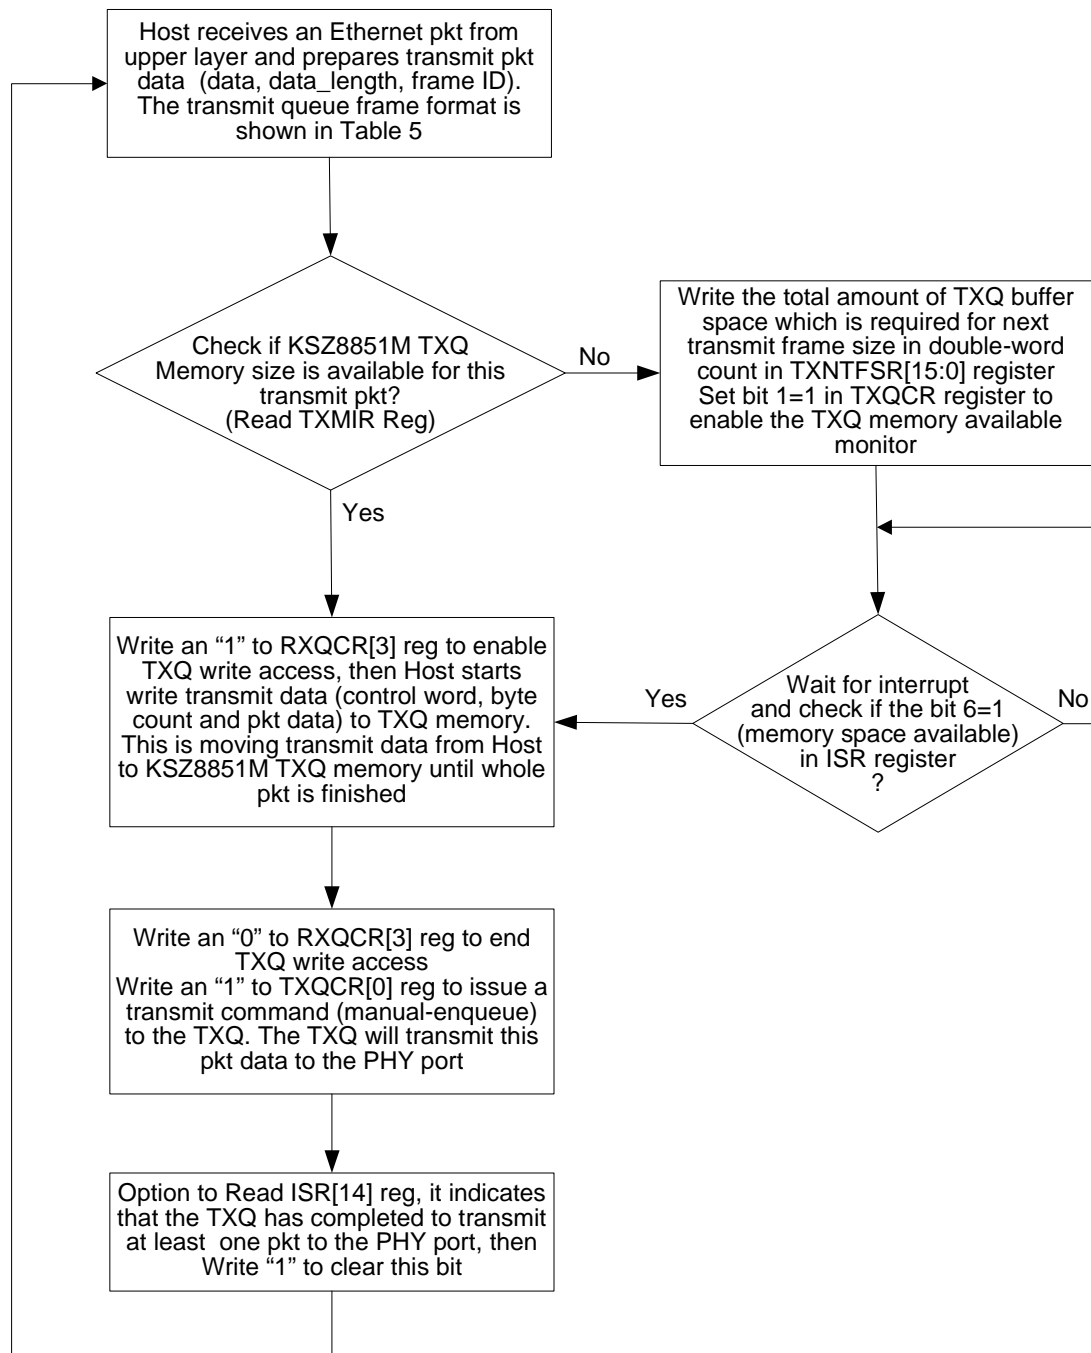 Host receives an Ethernet pkt from
upper layer and prepares transmit pkt
data  (data, data_length, frame ID).
The transmit queue frame format is
shown in Table 5
Check if KSZ8851M TXQ
Memory size is available for this
transmit pkt?
(Read TXMIR Reg)
No
Write the total amount of TXQ buffer
space which is required for next
transmit frame size in double-word
count in TXNTFSR[15:0] register
Set bit 1=1 in TXQCR register to
enable the TXQ memory available
monitor
Yes
Write an “1” to RXQCR[3] reg to enable
TXQ write access, then Host starts
write transmit data (control word, byte
count and pkt data) to TXQ memory.
This is moving transmit data from Host
to KSZ8851M TXQ memory until whole
pkt is finished
Yes
Wait for interrupt
and check if the bit 6=1
(memory space available)
in ISR register
?
No
Write an “0” to RXQCR[3] reg to end
TXQ write access
Write an “1” to TXQCR[0] reg to issue a
transmit command (manual-enqueue)
to the TXQ. The TXQ will transmit this
pkt data to the PHY port
Option to Read ISR[14] reg, it indicates
that the TXQ has completed to transmit
at least  one pkt to the PHY port, then
Write “1” to clear this bit